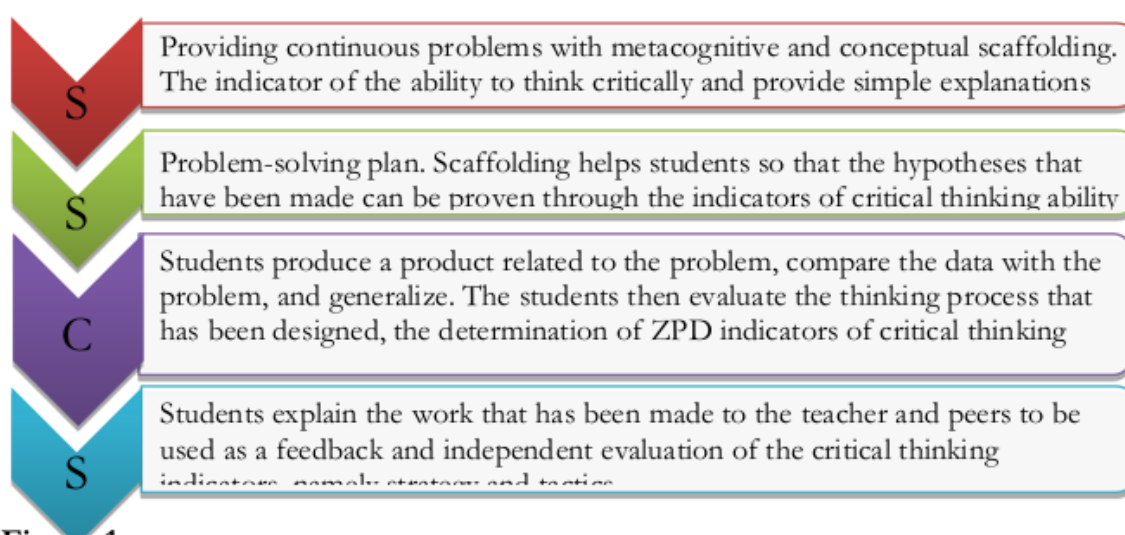 S
Providing continuous problems with metacognitive and conceptual scaffolding.
The indicator of the ability to think critically and provide simple explanations
S
Problem-solving plan. Scaffolding helps students so that the hypotheses that
have been made can be proven through the indicators of critical thinking ability
C
Students produce a product related to the problem, compare the data with the
problem, and generalize. The students then evaluate the thinking process that
has been designed, the determination of ZPD indicators of critical thinking
S
Students explain the work that has been made to the teacher and peers to be
used as a feedback and independent evaluation of the critical thinking
indicators, namely strategy and tactics